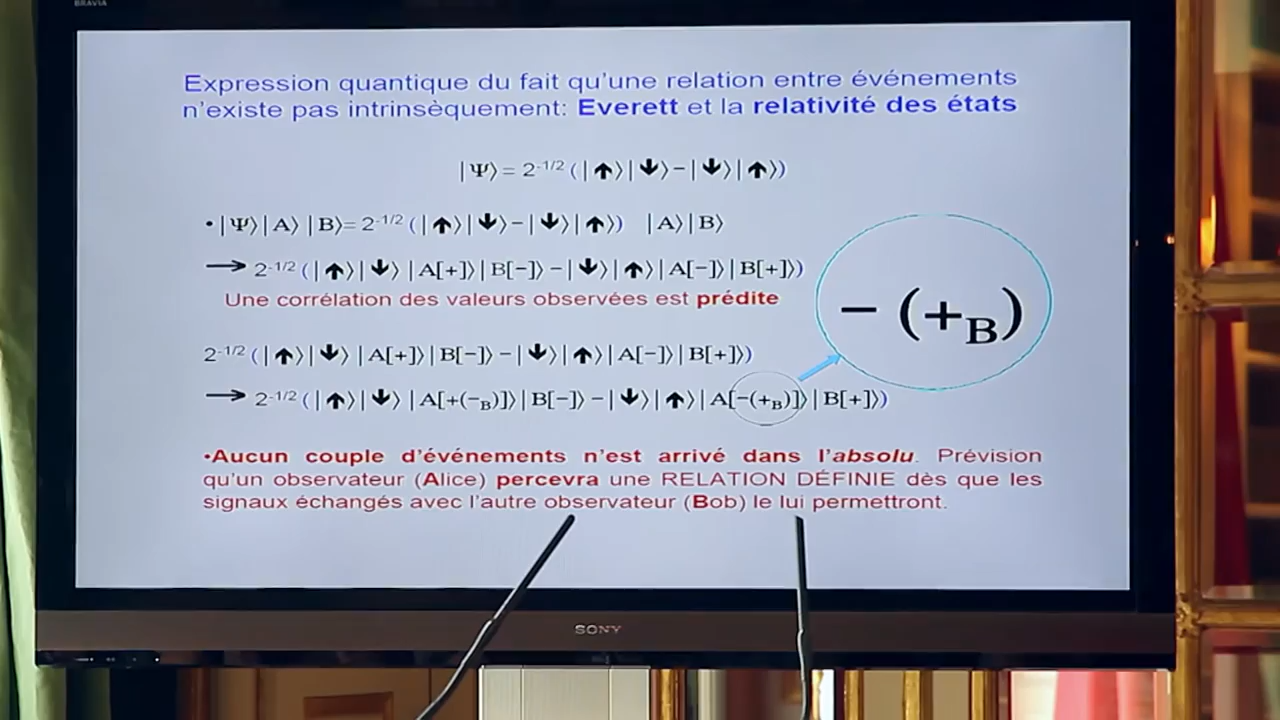 BRAVIA
Expression quantique du fait qu'une relation entre événements
n'existe pas intrinsèquement: Everett et la relativité des états
|Ψ⟩= 2-1/2 (|↑⟩|↓⟩−|↓⟩|↑⟩)
•|Ψ⟩|A⟩ |B⟩= 2-1/2 (|↑⟩|↓⟩−|↓⟩|↑⟩) |A⟩|B⟩
→ 2-1/2 (|↑⟩|↓⟩ |A[+]⟩|B[−]⟩ −|↓⟩|↑⟩|A[−]⟩|B[+]⟩)
Une corrélation des valeurs observées est prédite
− (+B)
2-1/2 (|↑⟩|↓⟩ |A[+]⟩|B[−]⟩ −|↓⟩|↑⟩|A[−]⟩|B[+]⟩)
→ 2-1/2 (|↑⟩|↓⟩ |A[+(−B)]⟩|B[−]⟩ −|↓⟩|↑⟩|A[−(+B)]⟩|B[+]⟩)
•Aucun couple d'événements n'est arrivé dans l'absolu. Prévision
qu'un observateur (Alice) percevra une RELATION DÉFINIE dès que les
signaux échangés avec l'autre observateur (Bob) le lui permettront.
SONY